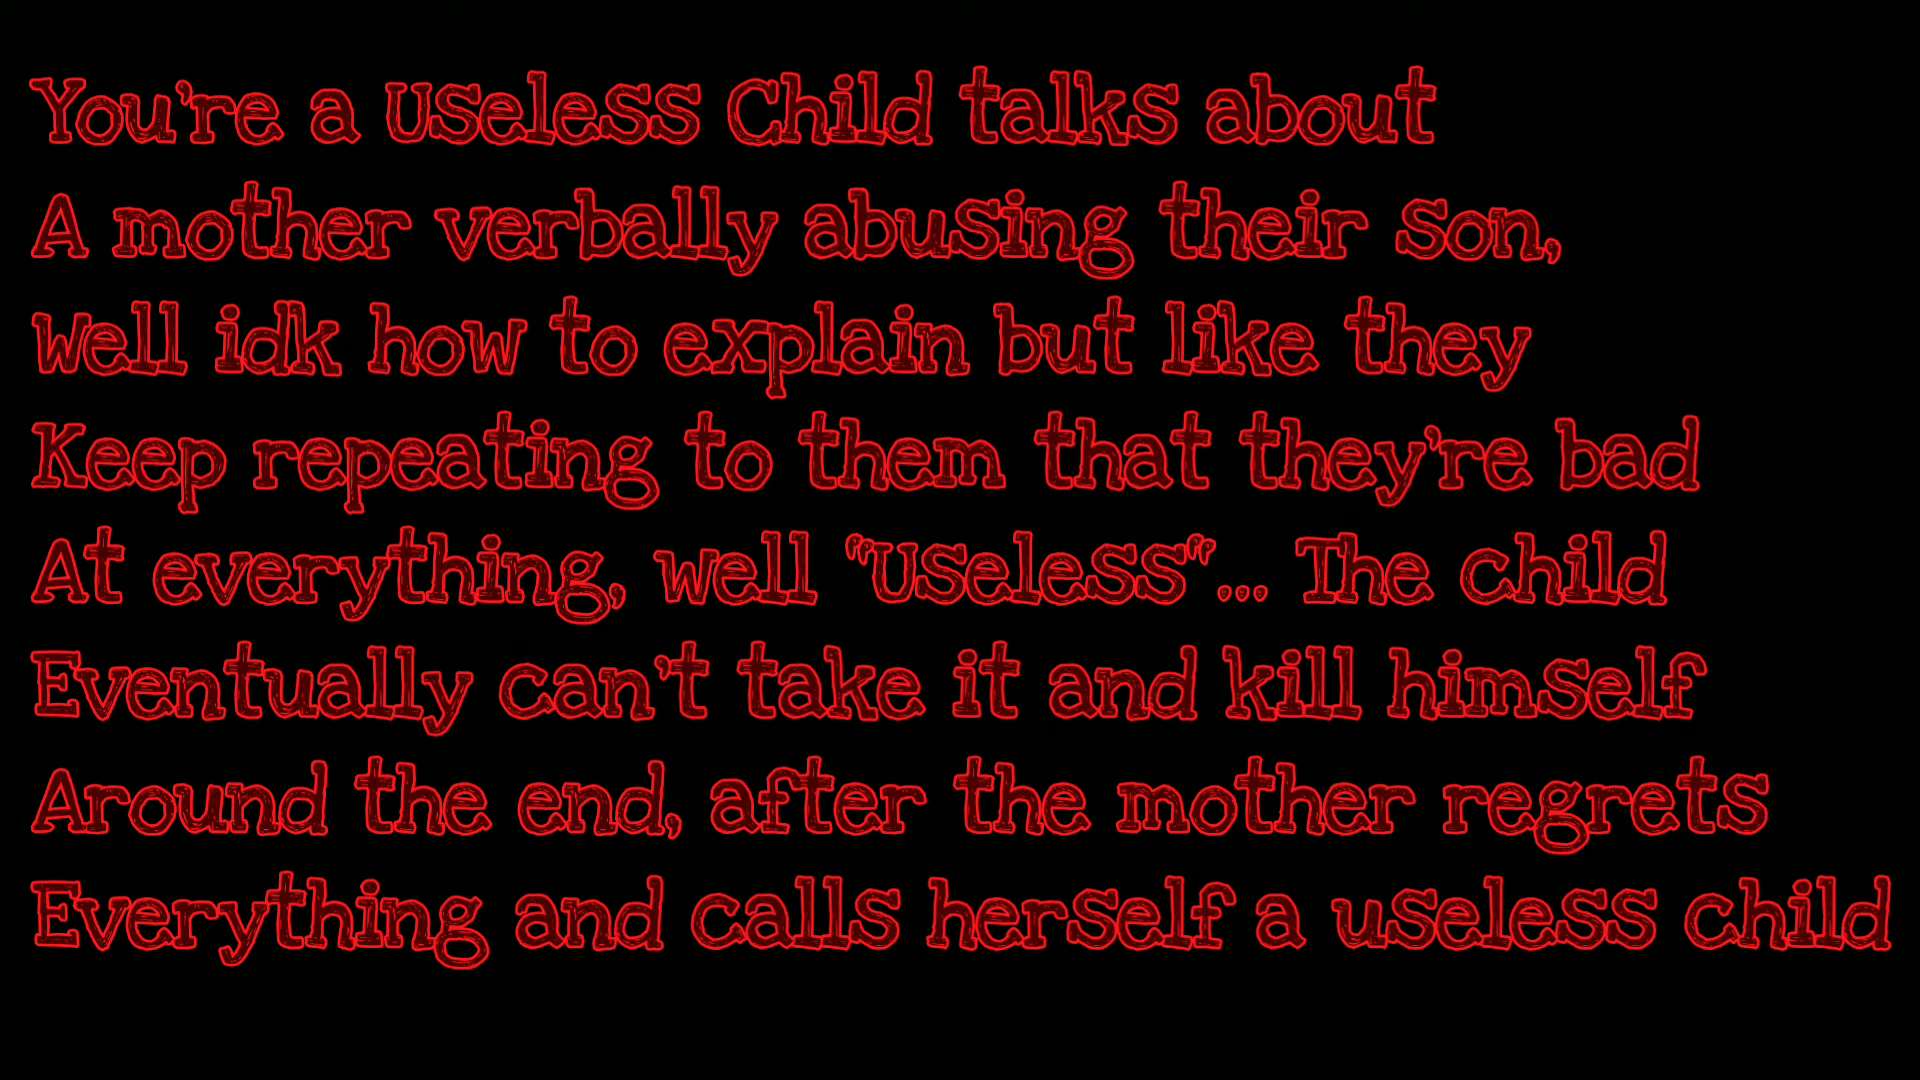 You're a Useless Child talks about
A mother verbally abusing their son,
Well idk how to explain but like they
Keep repeating to them that they're bad
At everything, well "Useless"... The child
Eventually can't take it and kill himself
Around the end, after the mother regrets
Everything and calls herself a useless child